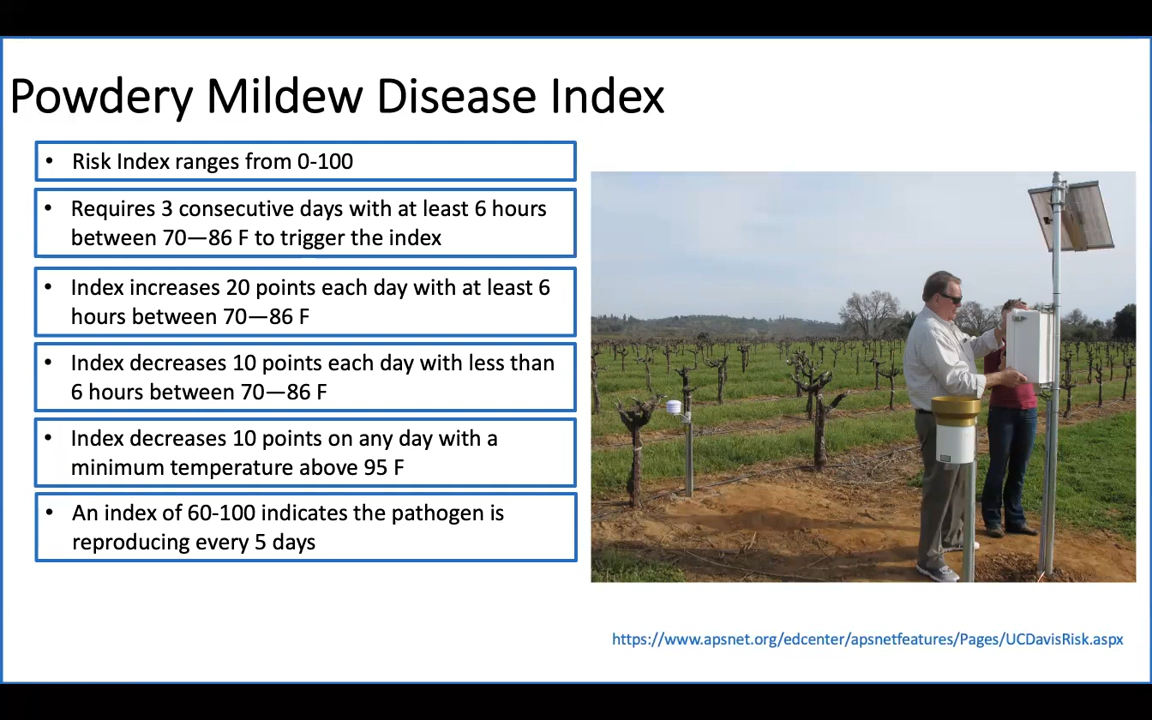 Powdery Mildew Disease Index
• Risk Index ranges from 0-100
• Requires 3 consecutive days with at least 6 hours
between 70—86 F to trigger the index
• Index increases 20 points each day with at least 6
hours between 70—86 F
• Index decreases 10 points each day with less than
6 hours between 70—86 F
• Index decreases 10 points on any day with a
minimum temperature above 95 F
• An index of 60-100 indicates the pathogen is
reproducing every 5 days
https://www.apsnet.org/edcenter/apsnetfeatures/Pages/UCDavisRisk.aspx